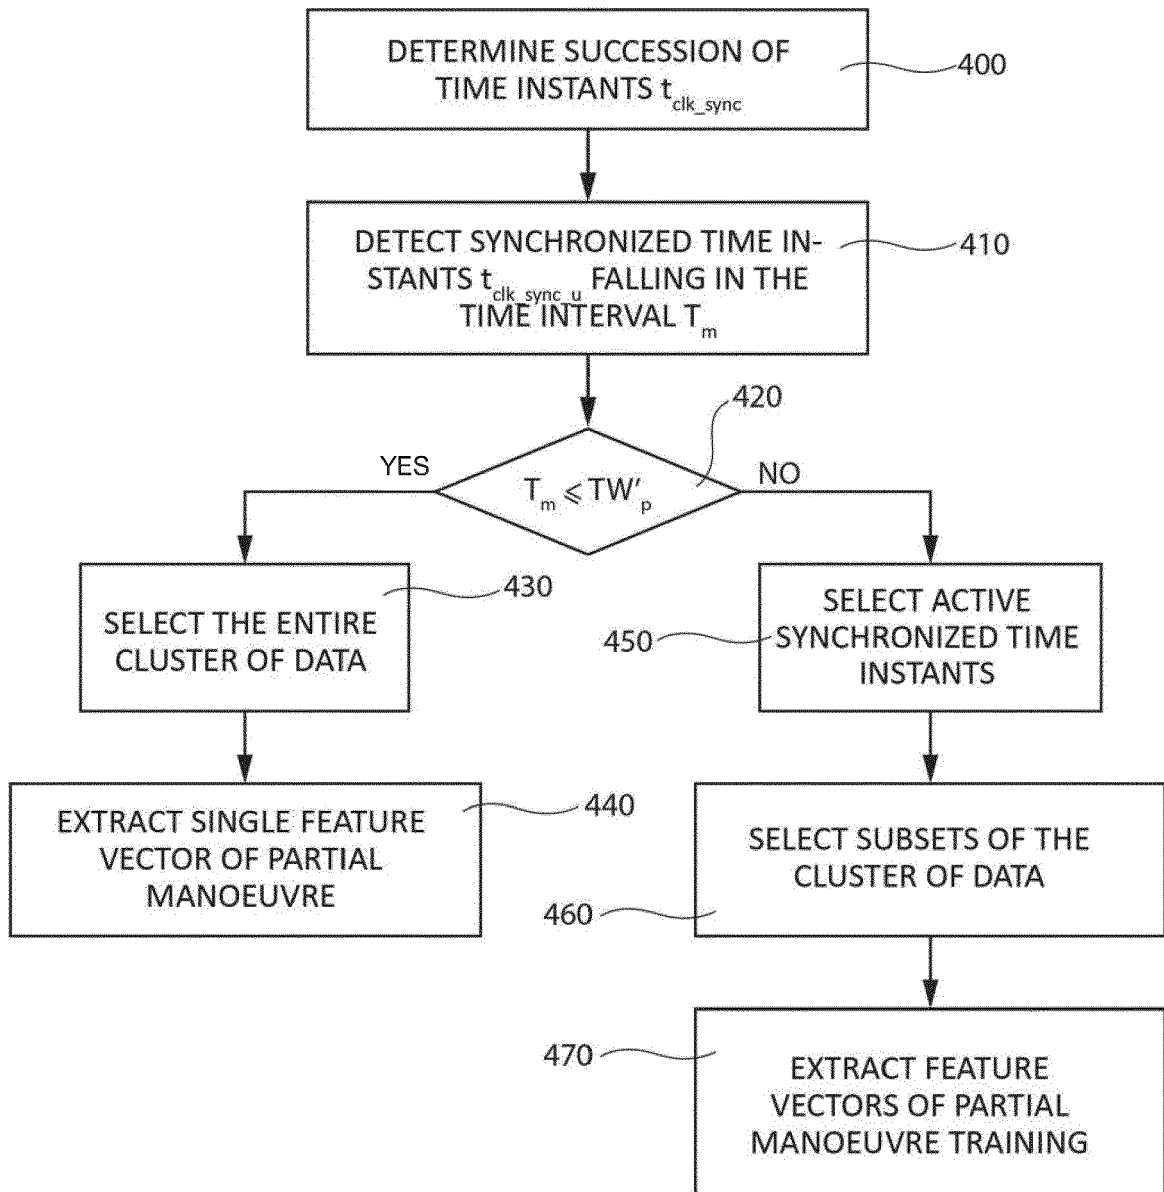 DETERMINE SUCCESSION OF
TIME INSTANTS t_clk_sync
400
DETECT SYNCHRONIZED TIME IN-
STANTS t_clk_sync_u FALLING IN THE
TIME INTERVAL T_m
410
420
YES
T_m ⩽ TW'_p
NO
SELECT THE ENTIRE
CLUSTER OF DATA
430
SELECT ACTIVE
SYNCHRONIZED TIME
INSTANTS
450
EXTRACT SINGLE FEATURE
VECTOR OF PARTIAL
MANOEUVRE
440
SELECT SUBSETS OF THE
CLUSTER OF DATA
460
EXTRACT FEATURE
VECTORS OF PARTIAL
MANOEUVRE TRAINING
470